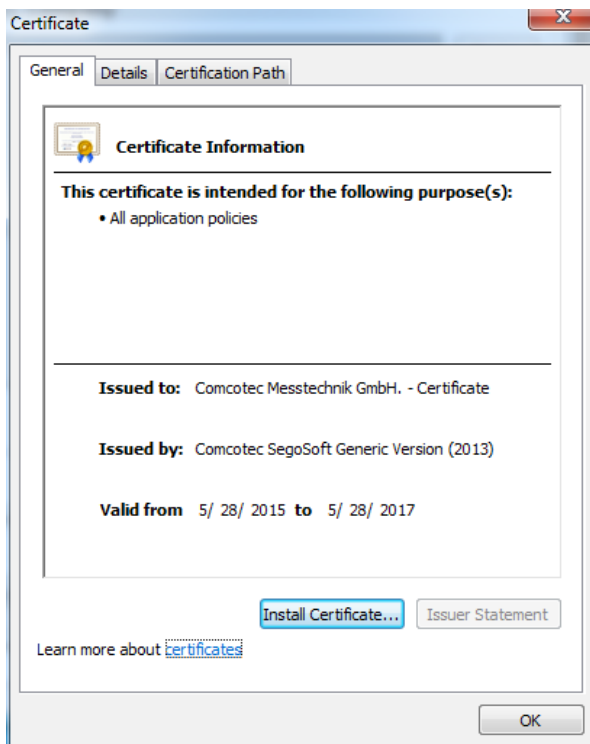 Certificate
General Details Certification Path
Certificate Information
This certificate is intended for the following purpose(s):
• All application policies
Issued to: Comcotec Messtechnik GmbH. - Certificate
Issued by: Comcotec SegoSoft Generic Version (2013)
Valid from 5/ 28/ 2015 to 5/ 28/ 2017
Install Certificate... Issuer Statement
Learn more about certificates
OK